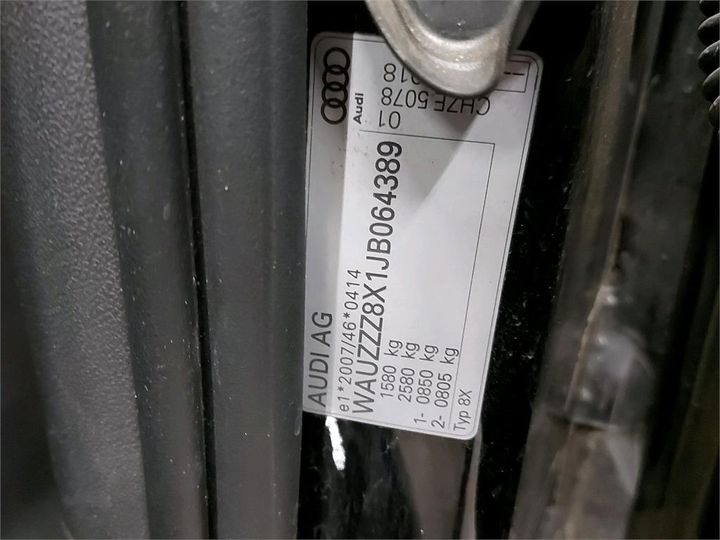 AUDI AG
e1*2007/46*0414
WAUZZZ8X1JB064389
1580 kg
2580 kg
1- 0850 kg
2- 0805 kg
Typ 8X
Audi
01
5078